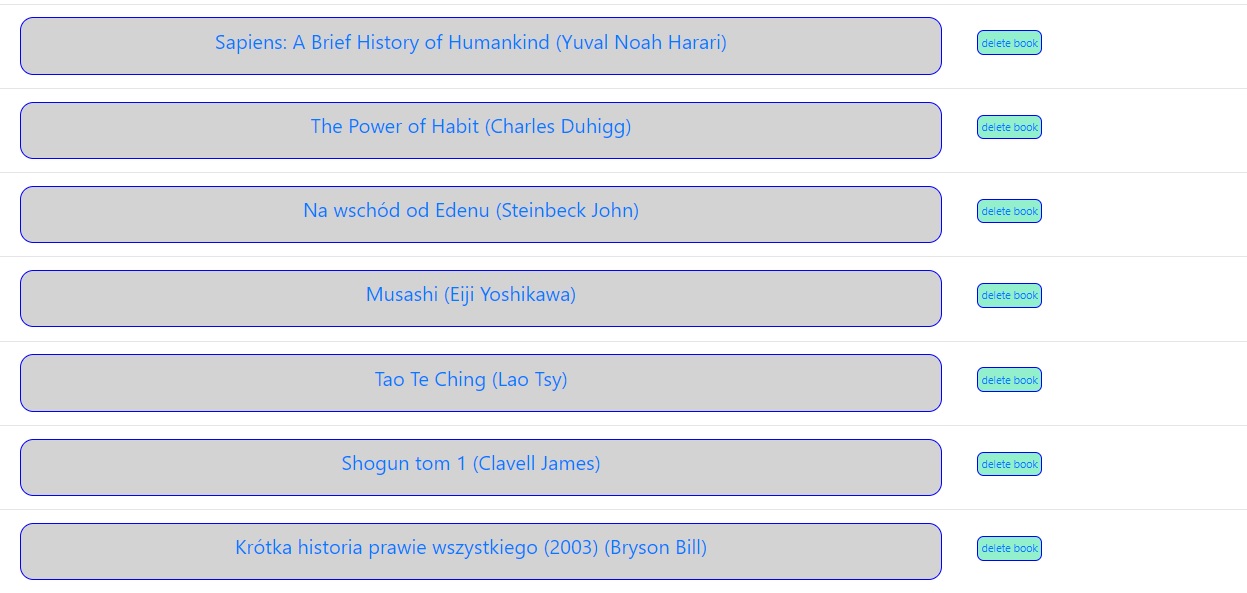 Sapiens: A Brief History of Humankind (Yuval Noah Harari) delete book
The Power of Habit (Charles Duhigg) delete book
Na wschód od Edenu (Steinbeck John) delete book
Musashi (Eiji Yoshikawa) delete book
Tao Te Ching (Lao Tsy) delete book
Shogun tom 1 (Clavell James) delete book
Krótka historia prawie wszystkiego (2003) (Bryson Bill) delete book